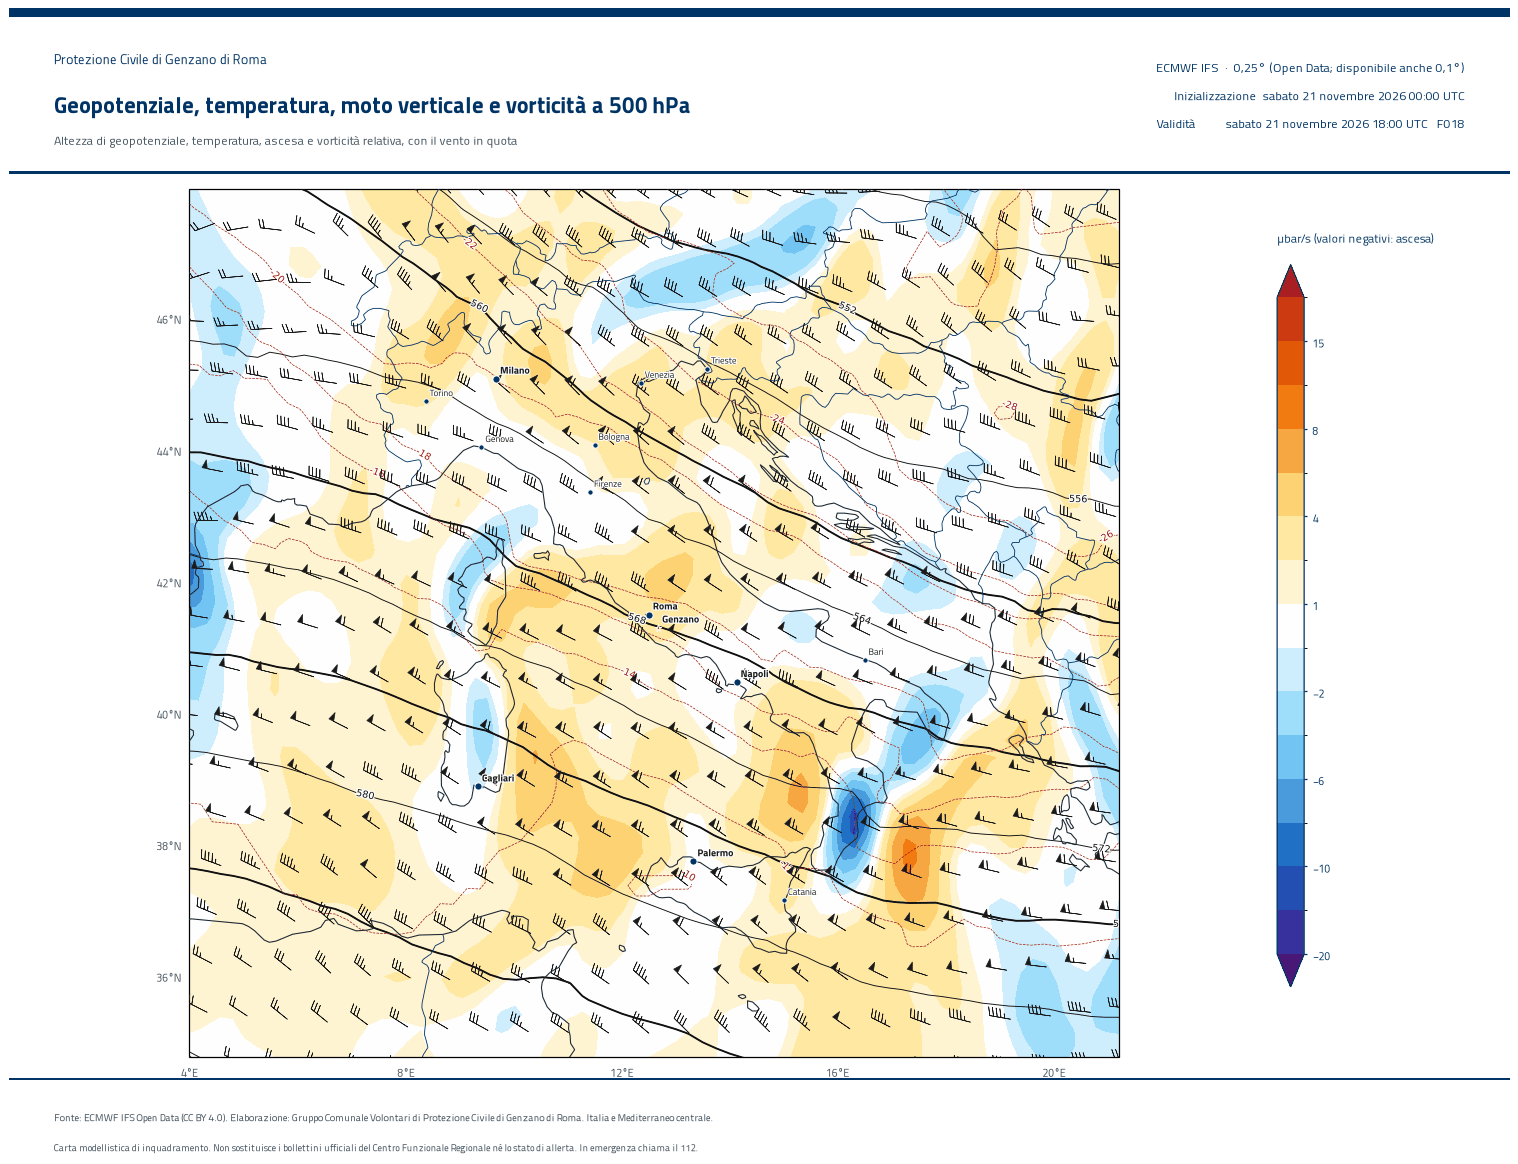 Protezione Civile di Genzano di Roma
Geopotenziale, temperatura, moto verticale e vorticità a 500 hPa
Altezza di geopotenziale, temperatura, ascesa e vorticità relativa, con il vento in quota
ECMWF IFS · 0,25° (Open Data; disponibile anche 0,1°)
Inizializzazione sabato 21 novembre 2026 00:00 UTC
Validità sabato 21 novembre 2026 18:00 UTC F018
µbar/s (valori negativi: ascesa)
15
8
4
1
−2
−6
−10
−20
46°N
44°N
42°N
40°N
38°N
36°N
4°E
8°E
12°E
16°E
20°E
-22
-20
560
552
Milano
Torino
Venezia
Trieste
-28
-24
Genova
Bologna
-18
-16
Firenze
556
-26
Roma
Genzano
568
564
Bari
-14
Napoli
Cagliari
580
572
Palermo
-10
Catania
5
Fonte: ECMWF IFS Open Data (CC BY 4.0). Elaborazione: Gruppo Comunale Volontari di Protezione Civile di Genzano di Roma. Italia e Mediterraneo centrale.
Carta modellistica di inquadramento. Non sostituisce i bollettini ufficiali del Centro Funzionale Regionale né lo stato di allerta. In emergenza chiama il 112.